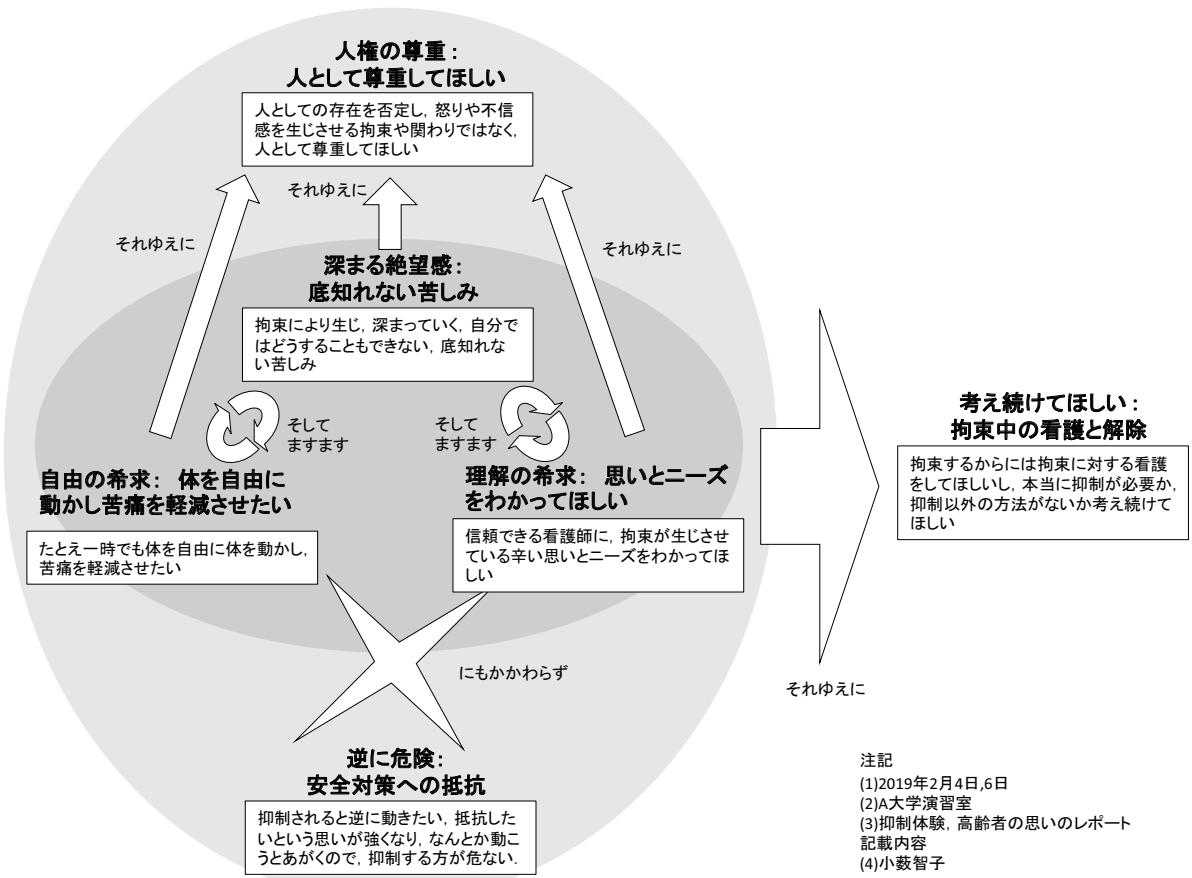 人権の尊重：
人として尊重してほしい
人としての存在を否定し，怒りや不信
感を生じさせる拘束や関わりではなく，
人として尊重してほしい
それゆえに
それゆえに
それゆえに
深まる絶望感：
底知れない苦しみ
拘束により生じ，深まっていく，自分で
はどうすることもできない，底知れな
い苦しみ
そして
ますます
そして
ますます
自由の希求： 体を自由に
動かし苦痛を軽減させたい
たとえ一時でも体を自由に体を動かし，
苦痛を軽減させたい
理解の希求： 思いとニーズ
をわかってほしい
信頼できる看護師に，拘束が生じさせ
ている辛い思いとニーズをわかってほ
しい
にもかかわらず
逆に危険：
安全対策への抵抗
抑制されると逆に動きたい，抵抗した
いという思いが強くなり，なんとか動こ
うとあがくので，抑制する方が危ない．
それゆえに
考え続けてほしい：
拘束中の看護と解除
拘束するからには拘束に対する看護
をしてほしいし，本当に抑制が必要か，
抑制以外の方法がないか考え続けて
ほしい
注記
(1)2019年2月4日,6日
(2)A大学演習室
(3)抑制体験，高齢者の思いのレポート
記載内容
(4)小薮智子